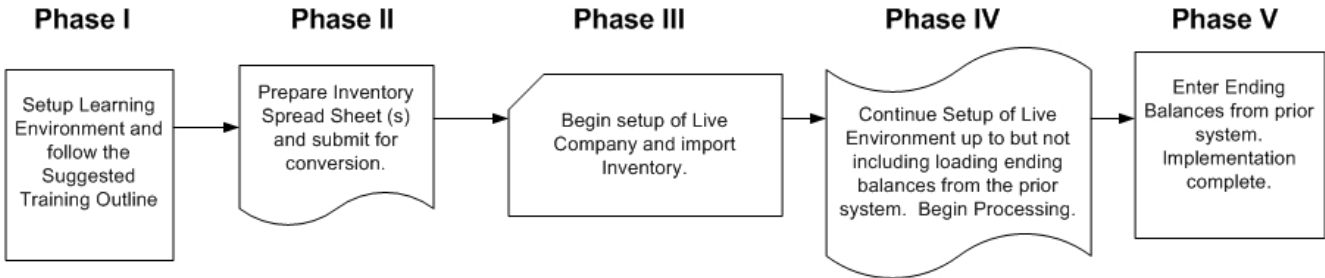 Phase I
Phase II
Phase III
Phase IV
Phase V
Setup Learning
Environment and
follow the
Suggested
Training Outline
Prepare Inventory
Spread Sheet (s)
and submit for
conversion.
Begin setup of Live
Company and import
Inventory.
Continue Setup of Live
Environment up to but not
including loading ending
balances from the prior
system.  Begin Processing.
Enter Ending
Balances from prior
system.
Implementation
complete.